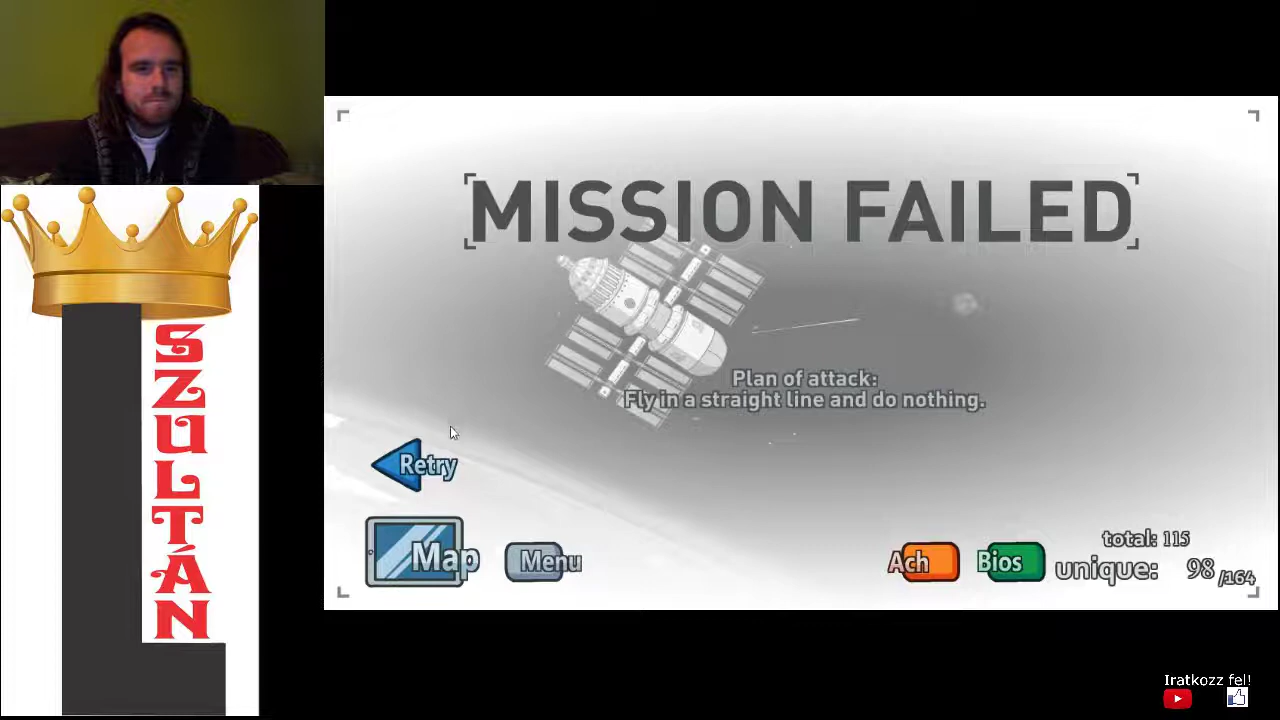 MISSION FAILED
Plan of attack:
Fly in a straight line and do nothing.
Retry
Map
Menu
Ach
Bios
total: 115
unique: 98 /164
L
SZULTÁN
Iratkozz fel!